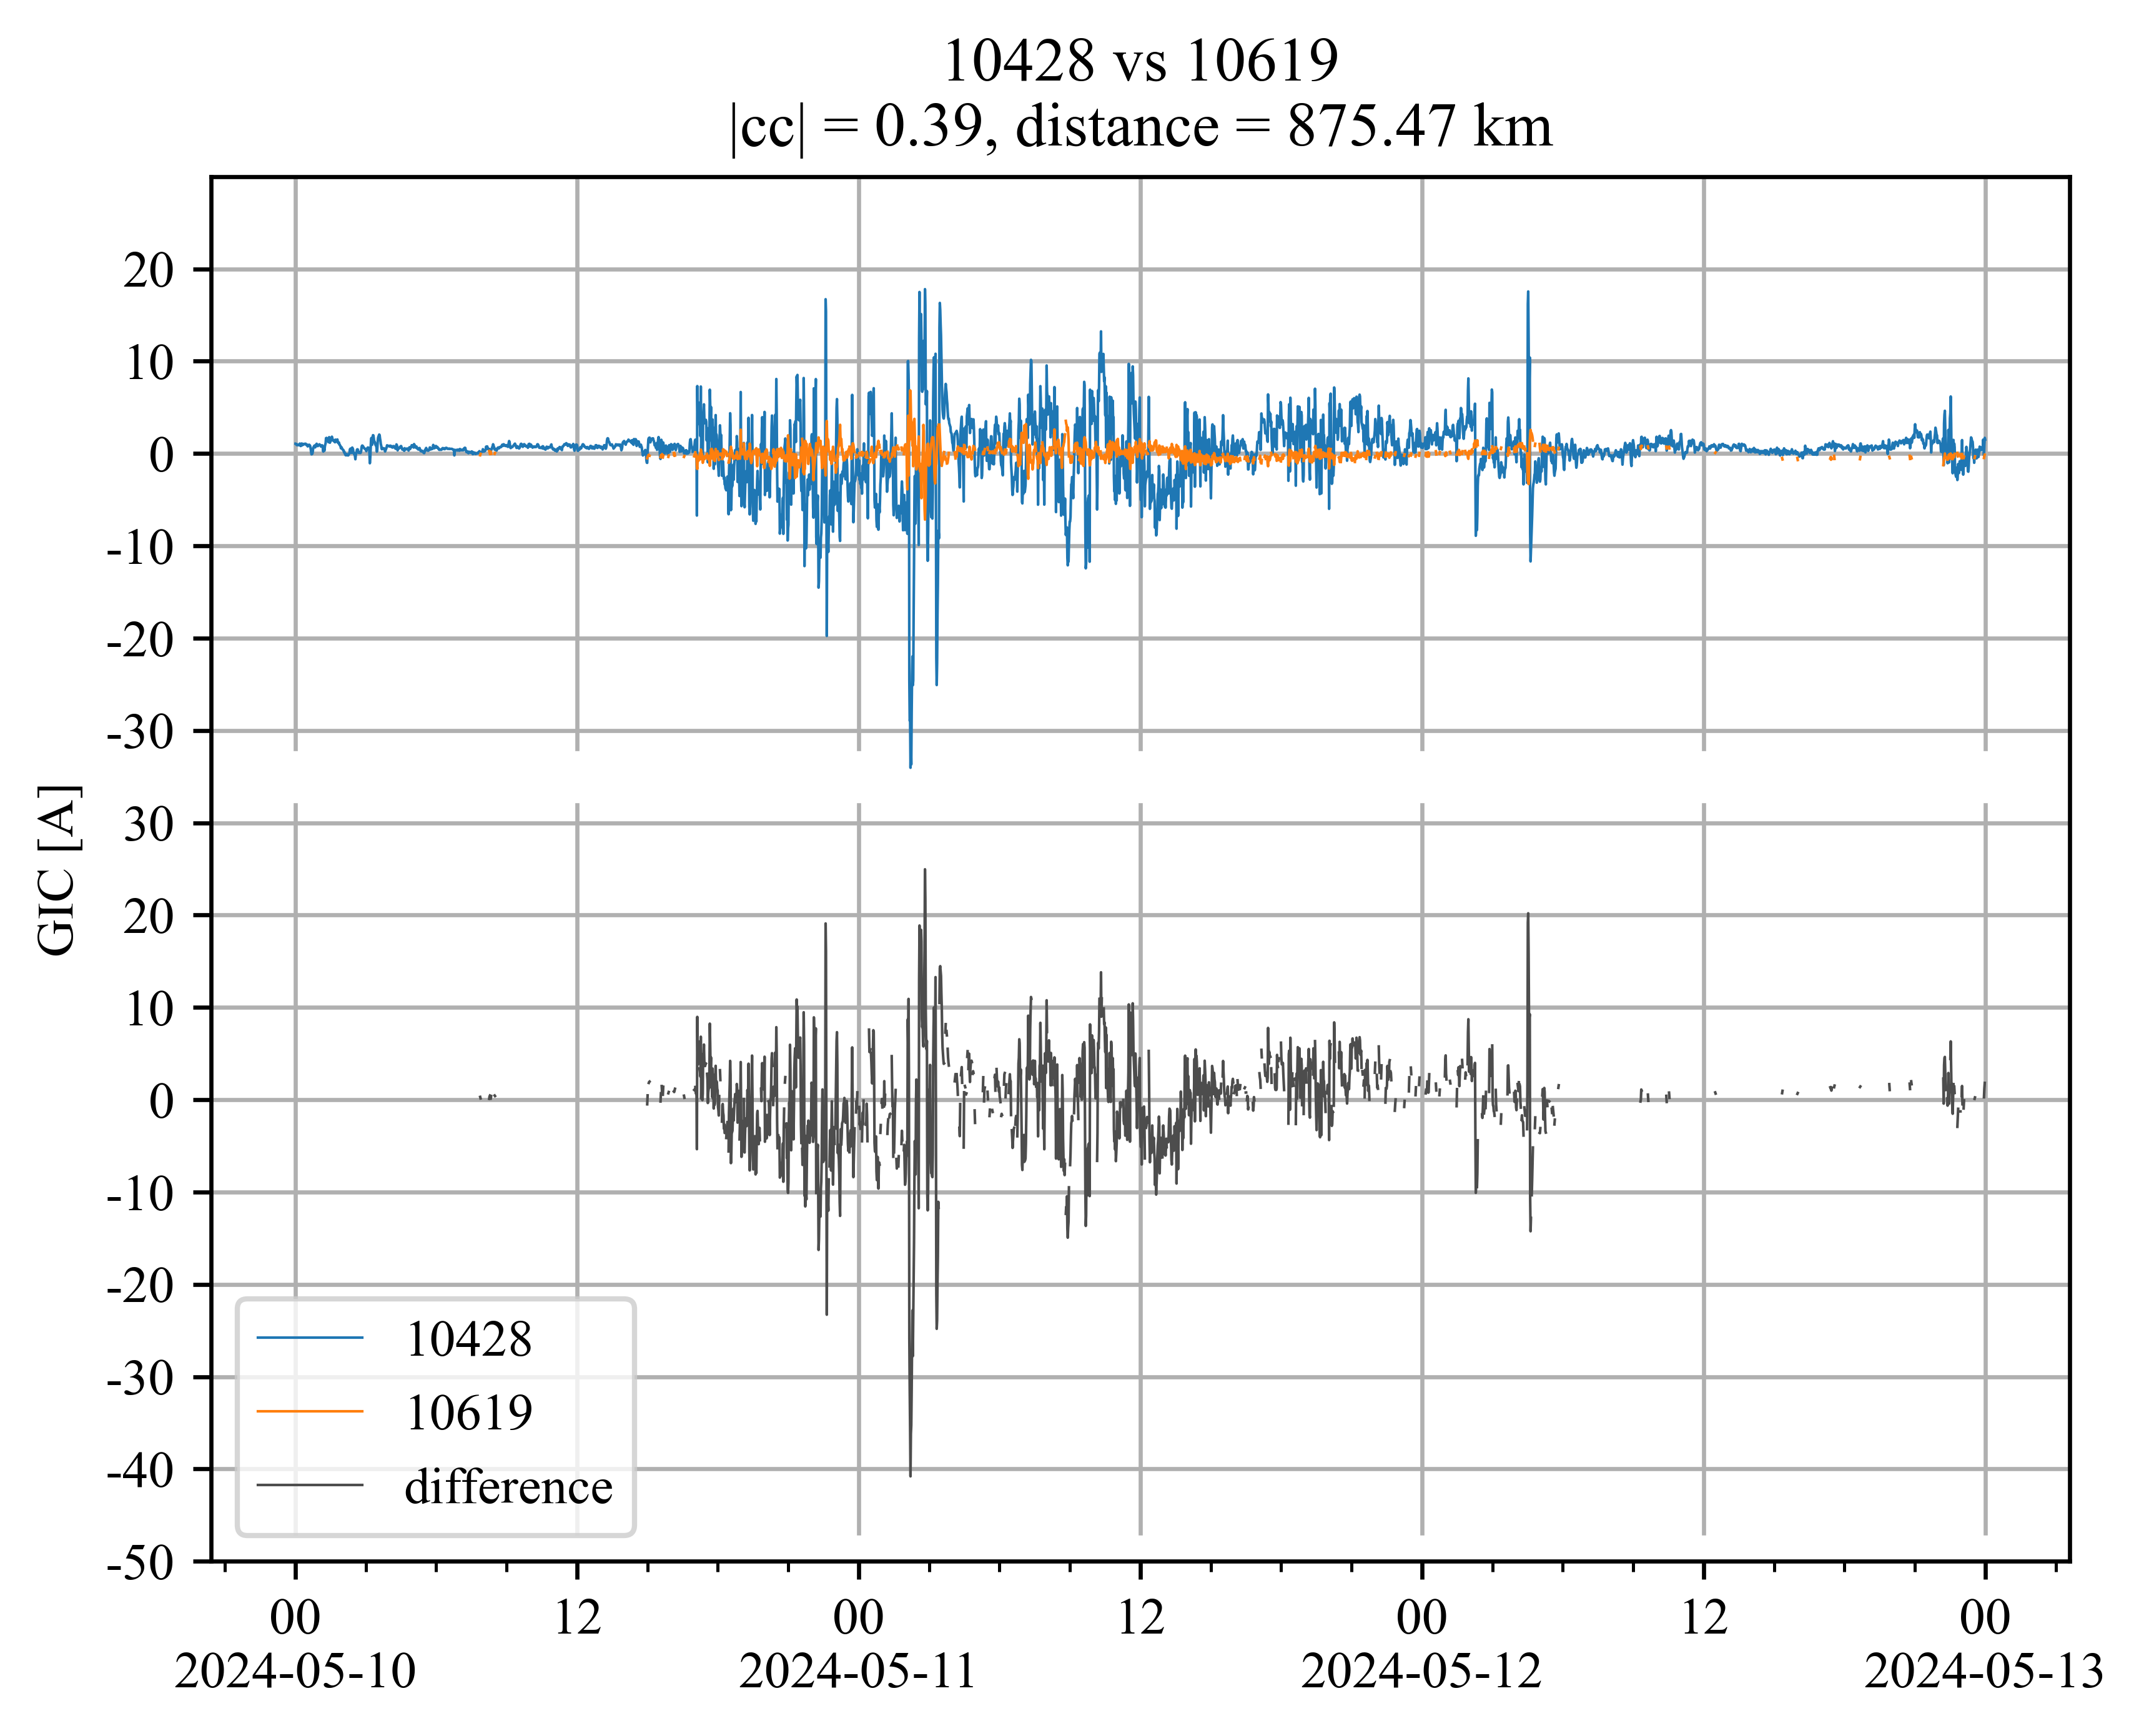 10428 vs 10619
|cc| = 0.39, distance = 875.47 km
GIC [A]
20
10
0
-10
-20
-30
30
20
10
0
-10
-20
-30
-40
-50
10428
10619
difference
00 12 00 12 00 12 00
2024-05-10 2024-05-11 2024-05-12 2024-05-13